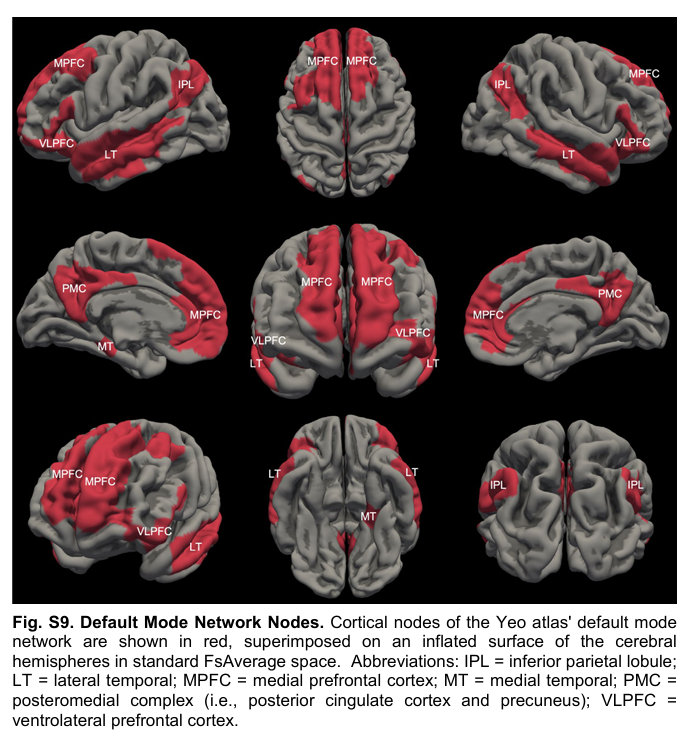 MPFC
IPL
VLPFC
LT
MPFC MPFC
IPL
MPFC
VLPFC
LT
PMC
MPFC
MT
MPFC MPFC
VLPFC VLPFC
LT LT
PMC
MPFC
MPFC
MPFC
VLPFC
LT
LT LT
MT
IPL IPL
Fig. S9. Default Mode Network Nodes. Cortical nodes of the Yeo atlas' default mode
network are shown in red, superimposed on an inflated surface of the cerebral
hemispheres in standard FsAverage space. Abbreviations: IPL = inferior parietal lobule;
LT = lateral temporal; MPFC = medial prefrontal cortex; MT = medial temporal; PMC =
posteromedial complex (i.e., posterior cingulate cortex and precuneus); VLPFC =
ventrolateral prefrontal cortex.